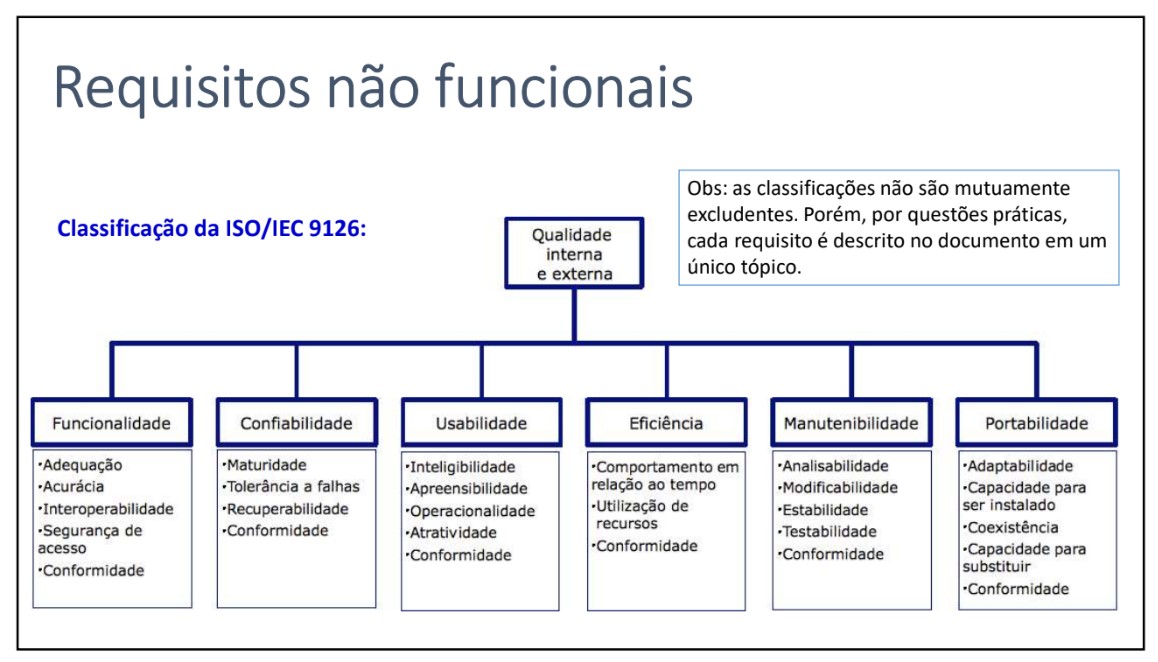 Requisitos não funcionais
Obs: as classificações não são mutuamente
excludentes. Porém, por questões práticas,
cada requisito é descrito no documento em um
único tópico.
Classificação da ISO/IEC 9126:
Qualidade
interna
e externa
Funcionalidade
•Adequação
•Acurácia
•Interoperabilidade
•Segurança de
acesso
•Conformidade
Confiabilidade
•Maturidade
•Tolerância a falhas
•Recuperabilidade
•Conformidade
Usabilidade
•Inteligibilidade
•Apreensibilidade
•Operacionalidade
•Atratividade
•Conformidade
Eficiência
•Comportamento em
relação ao tempo
•Utilização de
recursos
•Conformidade
Manutenibilidade
•Analisabilidade
•Modificabilidade
•Estabilidade
•Testabilidade
•Conformidade
Portabilidade
•Adaptabilidade
•Capacidade para
ser instalado
•Coexistência
•Capacidade para
substituir
•Conformidade